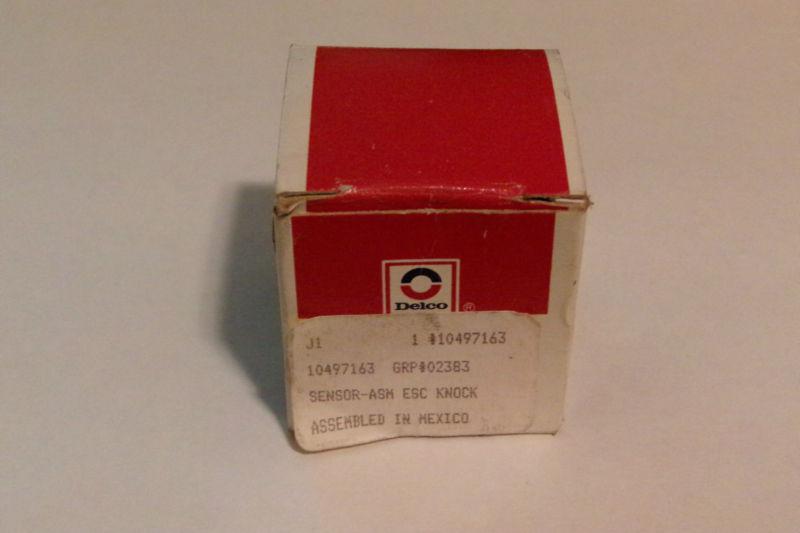 Delco ®
J1 1 #10497163
10497163 GRP#02383
SENSOR-ASM ESC KNOCK
ASSEMBLED IN MEXICO